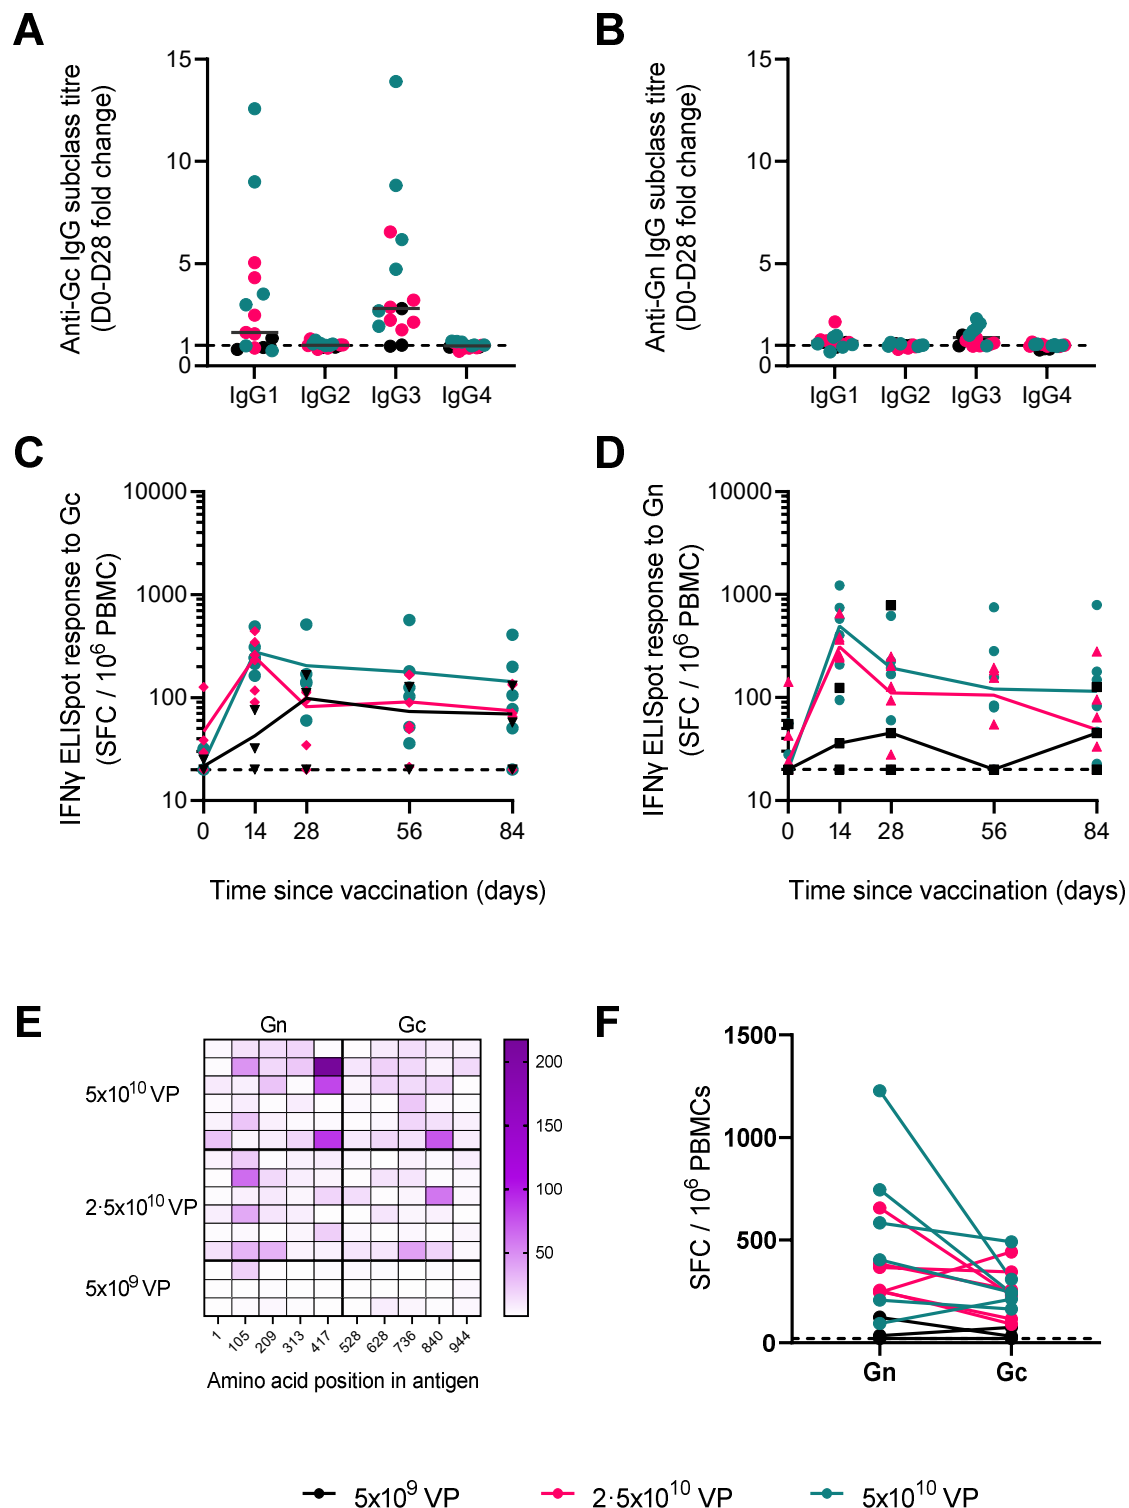 A
Anti-Gc IgG subclass titre
(D0-D28 fold change)
15
10
5
1
0
IgG1 IgG2 IgG3 IgG4
B
Anti-Gn IgG subclass titre
(D0-D28 fold change)
15
10
5
1
0
IgG1 IgG2 IgG3 IgG4
C
IFNγ ELISpot response to Gc
(SFC / 10⁶ PBMC)
10000
1000
100
10
0 14 28 56 84
Time since vaccination (days)
D
IFNγ ELISpot response to Gn
(SFC / 10⁶ PBMC)
10000
1000
100
10
0 14 28 56 84
Time since vaccination (days)
E
Gn Gc
5x10¹⁰ VP
2·5x10¹⁰ VP
5x10⁹ VP
200
150
100
50
1 105 209 313 417 528 628 736 840 944
Amino acid position in antigen
F
SFC / 10⁶ PBMCs
1500
1000
500
0
Gn Gc
5x10⁹ VP 2·5x10¹⁰ VP 5x10¹⁰ VP